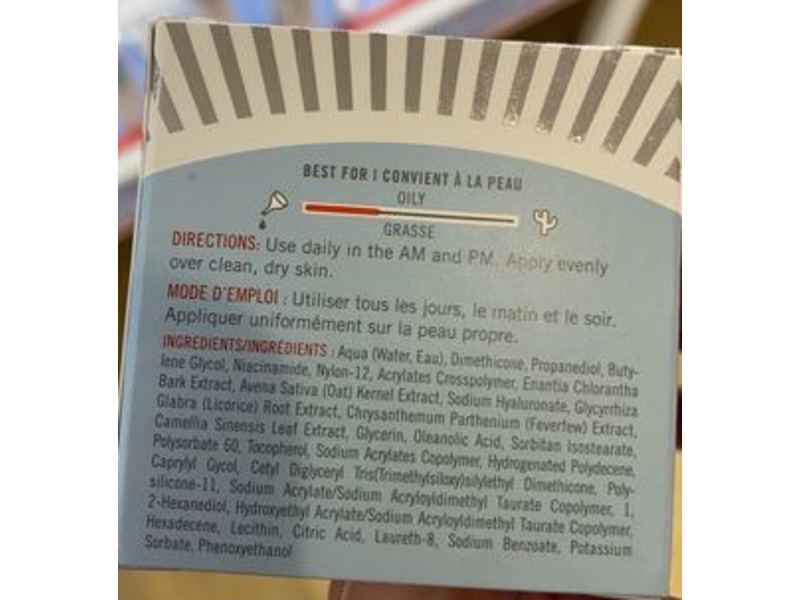 BEST FOR | CONVIENT À LA PEAU
OILY
GRASSE
DIRECTIONS: Use daily in the AM and PM. Apply evenly
over clean, dry skin.
MODE D'EMPLOI : Utiliser tous les jours, le matin et le soir.
Appliquer uniformément sur la peau propre.
INGREDIENTS/INGRÉDIENTS : Aqua (Water, Eau), Dimethicone, Propanediol, Buty-
lene Glycol, Niacinamide, Nylon-12, Acrylates Crosspolymer, Enantia Chlorantha
Bark Extract, Avena Sativa (Oat) Kernel Extract, Sodium Hyaluronate, Glycyrrhiza
Glabra (Licorice) Root Extract, Chrysanthemum Parthenium (Feverfew) Extract,
Camellia Sinensis Leaf Extract, Glycerin, Oleanolic Acid, Sorbitan Isostearate,
Polysorbate 60, Tocopherol, Sodium Acrylates Copolymer, Hydrogenated Polydecene,
Caprylyl Gycol, Cetyl Diglyceryl Tris(Trimethylsiloxy)silylethyl Dimethicone, Poly-
silicone-11, Sodium Acrylate/Sodium Acryloyldimethyl Taurate Copolymer, 1,
2-Hexanediol, Hydroxyethyl Acrylate/Sodium Acryloyldimethyl Taurate Copolymer,
Hexadecene, Lecithin, Citric Acid, Laureth-8, Sodium Benzoate, Potassium
Sorbate, Phenoxyethanol